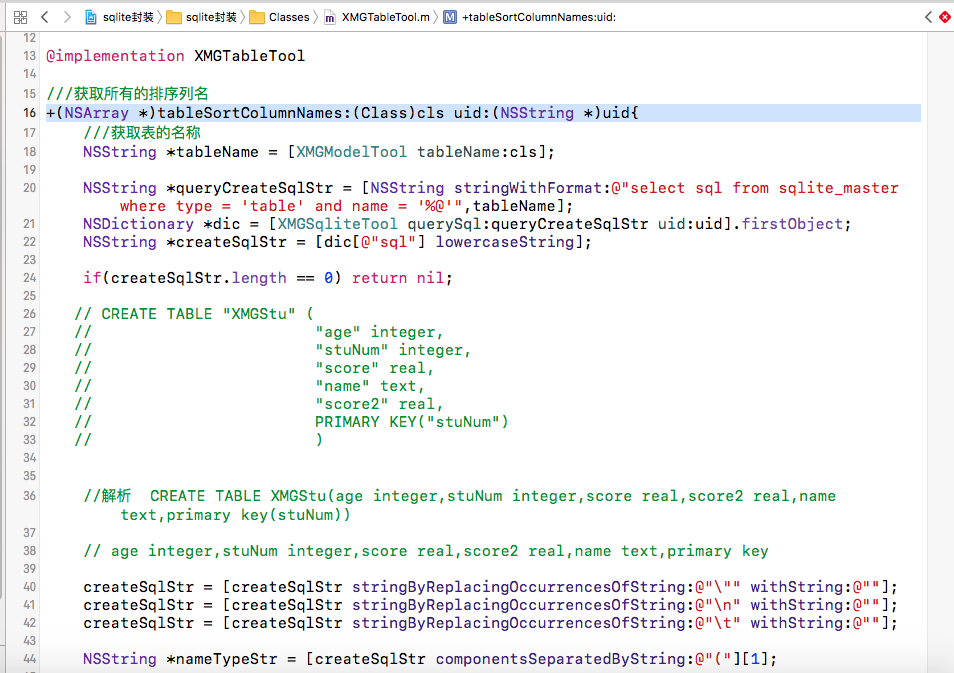 sqlite封装 〉 sqlite封装 〉 Classes 〉 m XMGTableTool.m 〉 M +tableSortColumnNames:uid:
12
13 @implementation XMGTableTool
14
15 ///获取所有的排序列名
16 +(NSArray *)tableSortColumnNames:(Class)cls uid:(NSString *)uid{
17 ///获取表的名称
18 NSString *tableName = [XMGModelTool tableName:cls];
19
20 NSString *queryCreateSqlStr = [NSString stringWithFormat:@"select sql from sqlite_master
where type = 'table' and name = '%@'",tableName];
21 NSDictionary *dic = [XMGSqliteTool querySql:queryCreateSqlStr uid:uid].firstObject;
22 NSString *createSqlStr = [dic[@"sql"] lowercaseString];
23
24 if(createSqlStr.length == 0) return nil;
25
26 // CREATE TABLE "XMGStu" (
27 // "age" integer,
28 // "stuNum" integer,
29 // "score" real,
30 // "name" text,
31 // "score2" real,
32 // PRIMARY KEY("stuNum")
33 // )
34
35
36 //解析 CREATE TABLE XMGStu(age integer,stuNum integer,score real,score2 real,name
text,primary key(stuNum))
37
38 // age integer,stuNum integer,score real,score2 real,name text,primary key
39
40 createSqlStr = [createSqlStr stringByReplacingOccurrencesOfString:@"\"" withString:@""];
41 createSqlStr = [createSqlStr stringByReplacingOccurrencesOfString:@"\n" withString:@""];
42 createSqlStr = [createSqlStr stringByReplacingOccurrencesOfString:@"\t" withString:@""];
43
44 NSString *nameTypeStr = [createSqlStr componentsSeparatedByString:@"("][1];